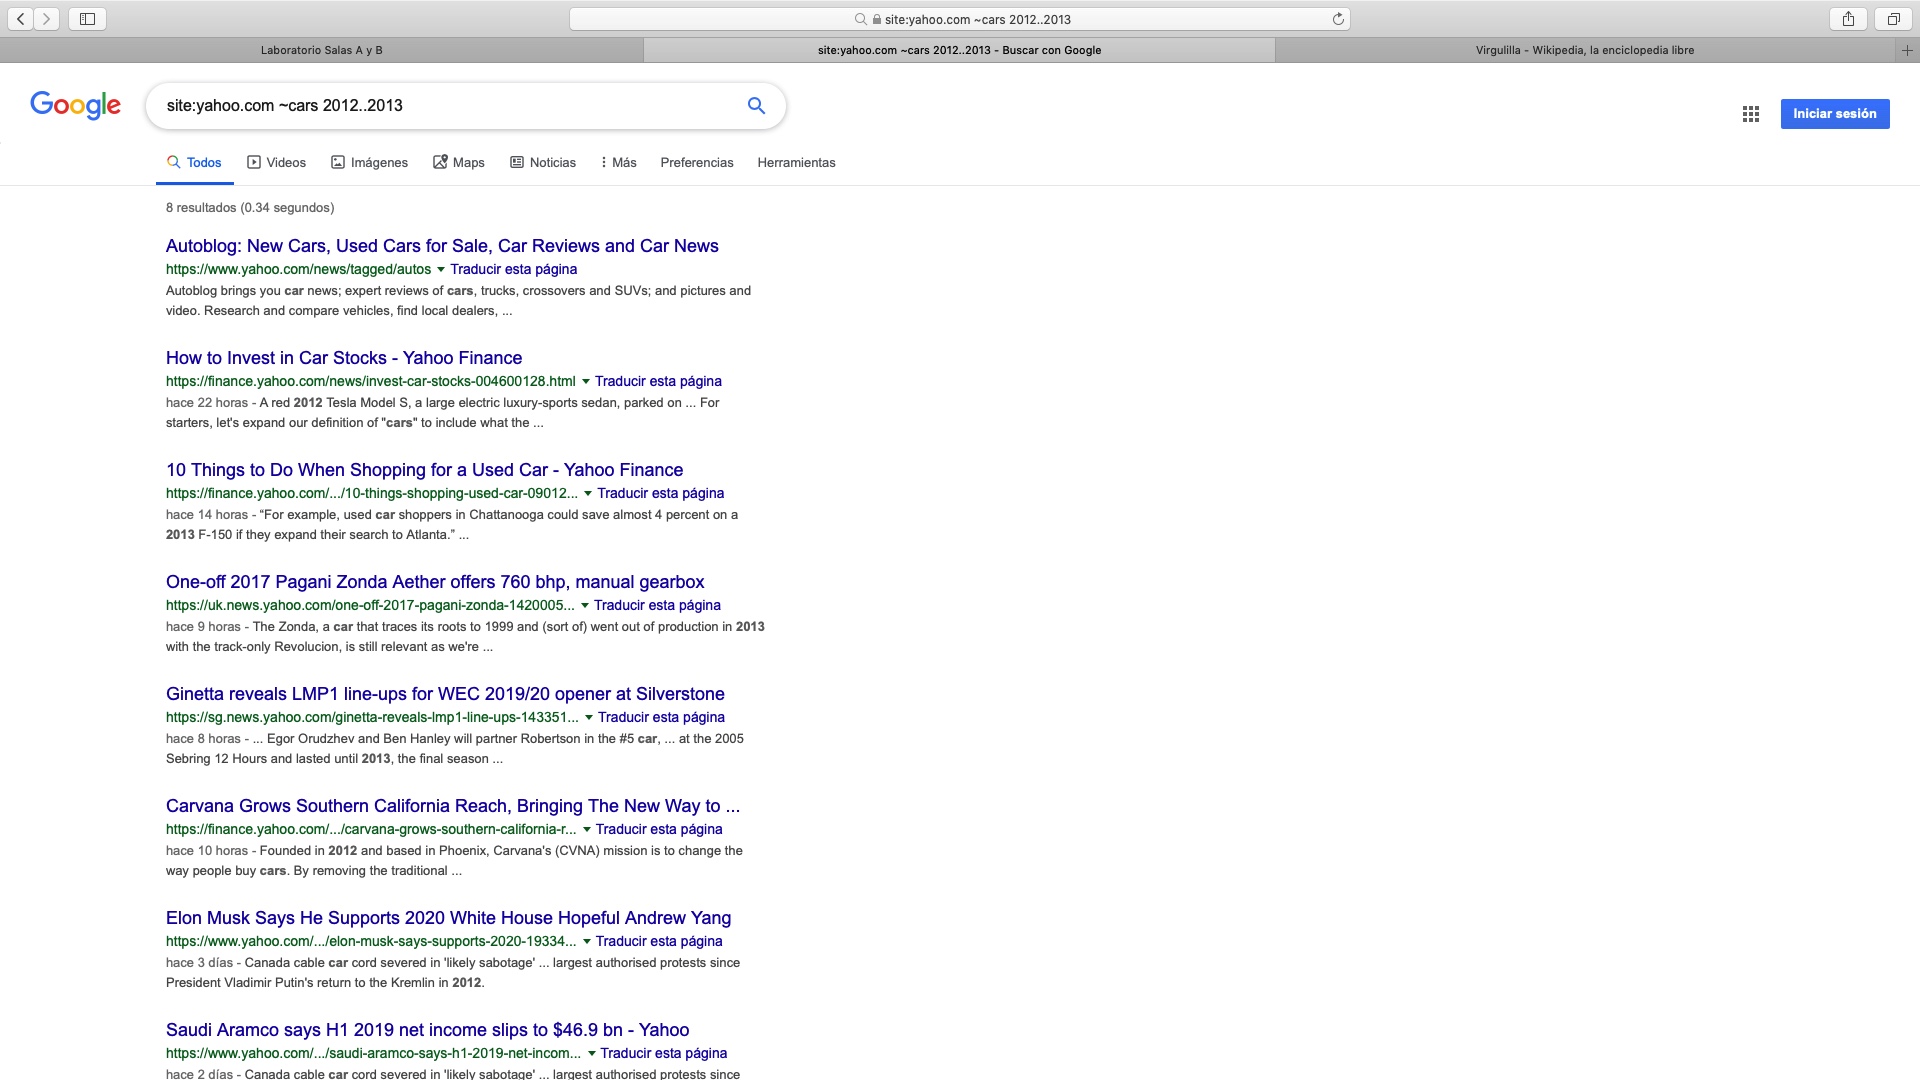 site:yahoo.com ~cars 2012..2013
Laboratorio Salas A y B
site:yahoo.com ~cars 2012..2013 - Buscar con Google
Virgulilla - Wikipedia, la enciclopedia libre
Google
site:yahoo.com ~cars 2012..2013
Iniciar sesión
Todos
Videos
Imágenes
Maps
Noticias
Más
Preferencias
Herramientas
8 resultados (0.34 segundos)
Autoblog: New Cars, Used Cars for Sale, Car Reviews and Car News
https://www.yahoo.com/news/tagged/autos Traducir esta página
Autoblog brings you car news; expert reviews of cars, trucks, crossovers and SUVs; and pictures and
video. Research and compare vehicles, find local dealers, ...
How to Invest in Car Stocks - Yahoo Finance
https://finance.yahoo.com/news/invest-car-stocks-004600128.html Traducir esta página
hace 22 horas - A red 2012 Tesla Model S, a large electric luxury-sports sedan, parked on ... For
starters, let's expand our definition of "cars" to include what the ...
10 Things to Do When Shopping for a Used Car - Yahoo Finance
https://finance.yahoo.com/.../10-things-shopping-used-car-09012... Traducir esta página
hace 14 horas - “For example, used car shoppers in Chattanooga could save almost 4 percent on a
2013 F-150 if they expand their search to Atlanta.” ...
One-off 2017 Pagani Zonda Aether offers 760 bhp, manual gearbox
https://uk.news.yahoo.com/one-off-2017-pagani-zonda-1420005... Traducir esta página
hace 9 horas - The Zonda, a car that traces its roots to 1999 and (sort of) went out of production in 2013
with the track-only Revolucion, is still relevant as we're ...
Ginetta reveals LMP1 line-ups for WEC 2019/20 opener at Silverstone
https://sg.news.yahoo.com/ginetta-reveals-lmp1-line-ups-143351... Traducir esta página
hace 8 horas - ... Egor Orudzhev and Ben Hanley will partner Robertson in the #5 car, ... at the 2005
Sebring 12 Hours and lasted until 2013, the final season ...
Carvana Grows Southern California Reach, Bringing The New Way to ...
https://finance.yahoo.com/.../carvana-grows-southern-california-r... Traducir esta página
hace 10 horas - Founded in 2012 and based in Phoenix, Carvana's (CVNA) mission is to change the
way people buy cars. By removing the traditional ...
Elon Musk Says He Supports 2020 White House Hopeful Andrew Yang
https://www.yahoo.com/.../elon-musk-says-supports-2020-19334... Traducir esta página
hace 3 días - Canada cable car cord severed in 'likely sabotage' ... largest authorised protests since
President Vladimir Putin's return to the Kremlin in 2012.
Saudi Aramco says H1 2019 net income slips to $46.9 bn - Yahoo
https://www.yahoo.com/.../saudi-aramco-says-h1-2019-net-incom... Traducir esta página
hace 2 días - Canada cable car cord severed in 'likely sabotage' ... largest authorised protests since